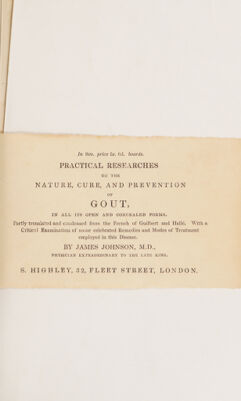 In 8vo. price 5s. 6d. boards.
PRACTICAL RESEARCHES
ON THE
NATURE, CURE, AND PREVENTION
OF
GOUT,
IN ALL ITS OPEN AND CONCEALED FORMS.
Partly translated and condensed from the French of Guilbert and Hallé. With a
Critical Examination of some celebrated Remedies and Modes of Treatment
employed in this Disease.
BY JAMES JOHNSON, M.D.,
PHYSICIAN EXTRAORDINARY TO THE LATE KING.
S. HIGHLEY, 32, FLEET STREET, LONDON.